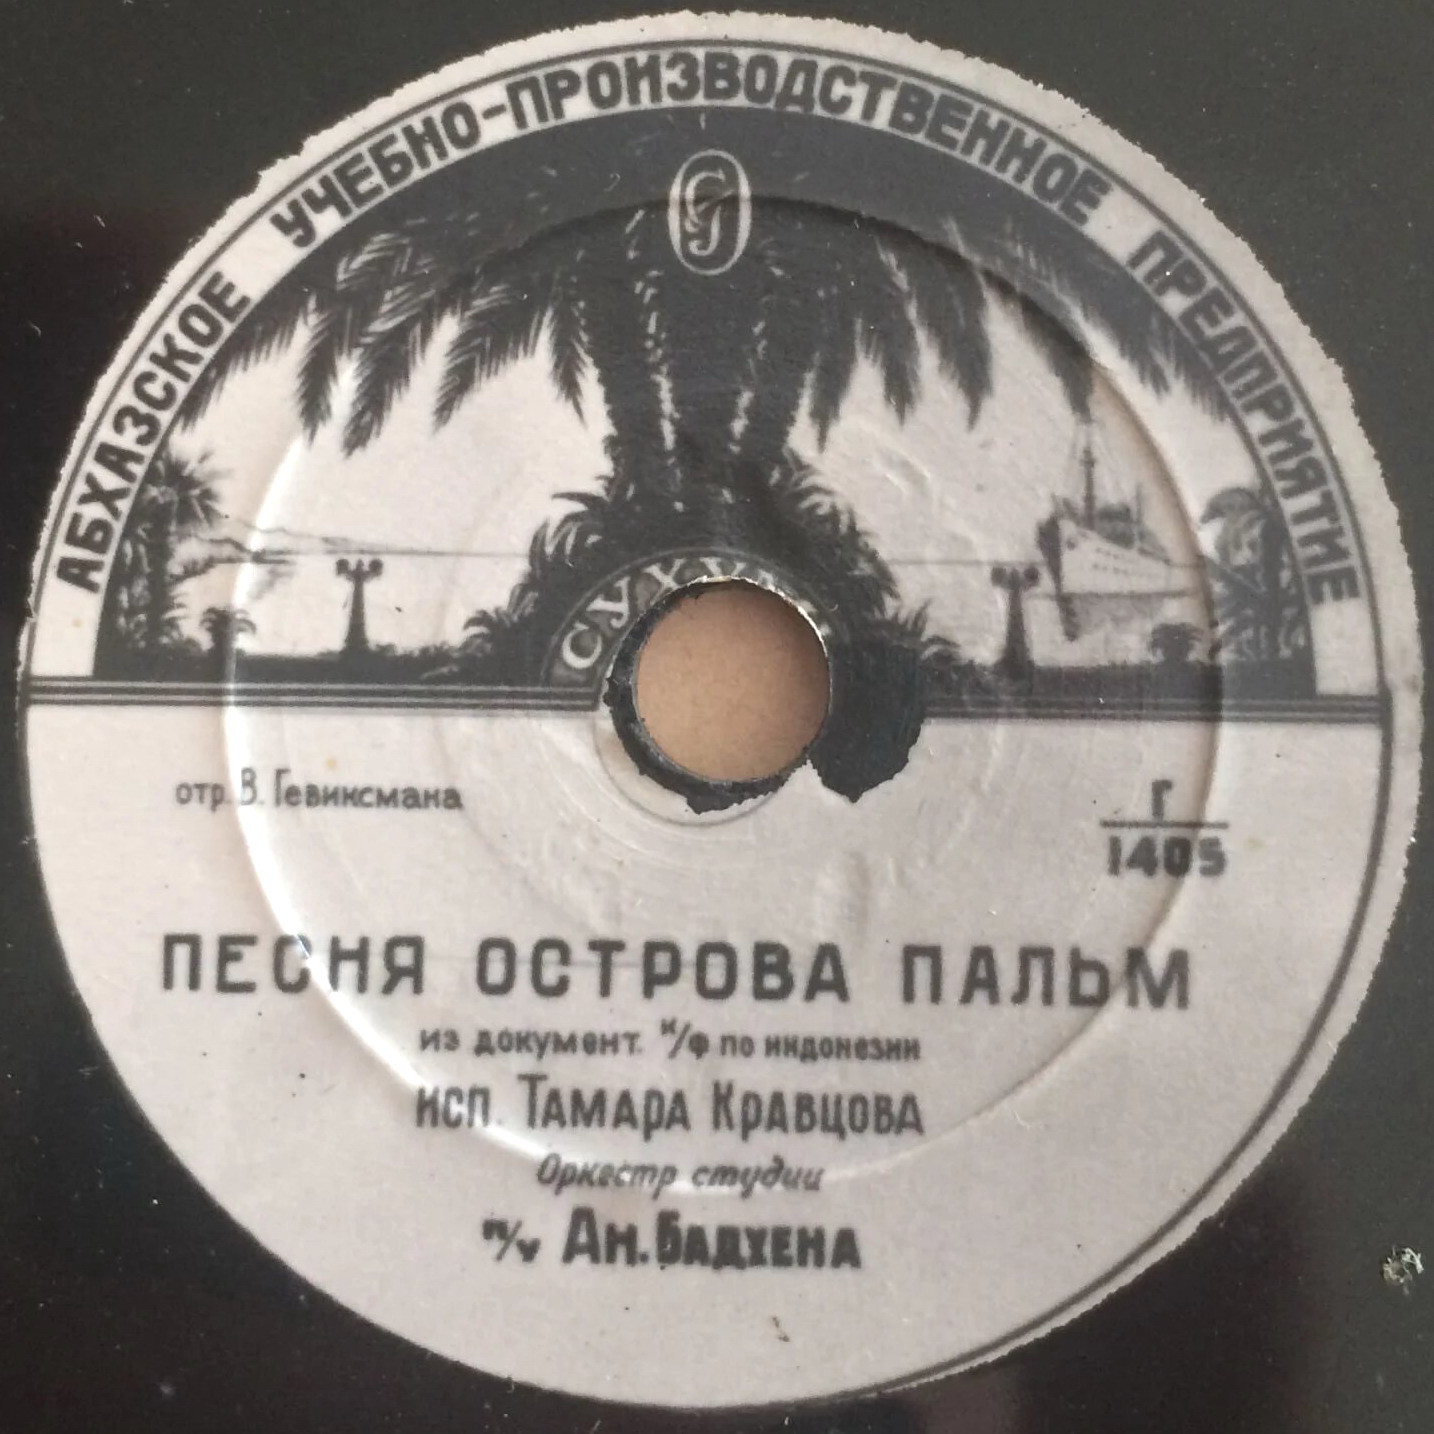 АБХАЗСКОЕ УЧЕБНО-ПРОИЗВОДСТВЕННОЕ ПРЕДПРИЯТИЕ
отр. В. Гевиксмана
Г
1405
ПЕСНЯ ОСТРОВА ПАЛЬМ
из документ. к/ф по индонезии
исп. Тамара Кравцова
Оркестр студии
п/у Ан. Бадхена